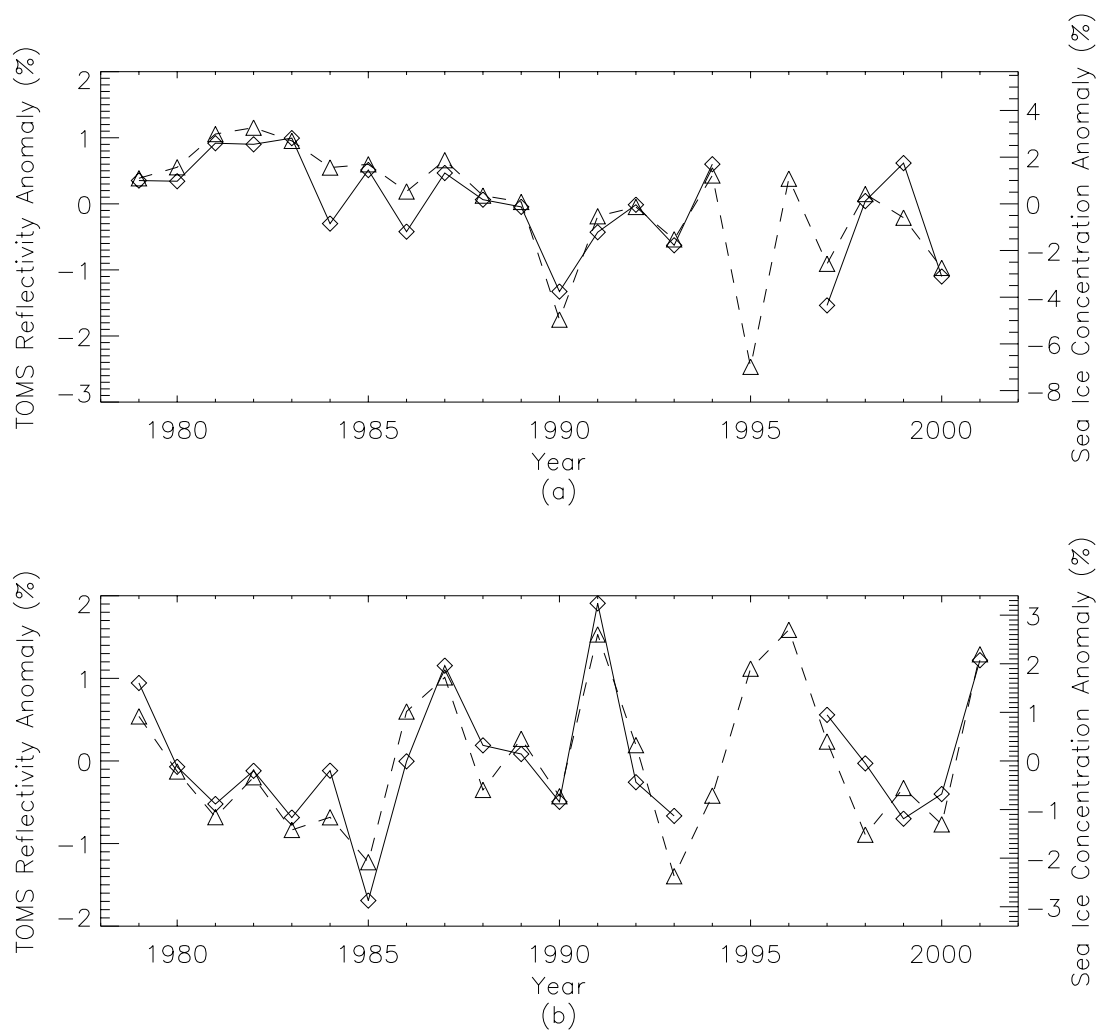 TOMS Reflectivity Anomaly (%)
2
1
0
−1
−2
−3
Sea Ice Concentration Anomaly (%)
4
2
0
−2
−4
−6
−8
1980 1985 1990 1995 2000
Year
(a)
TOMS Reflectivity Anomaly (%)
2
1
0
−1
−2
Sea Ice Concentration Anomaly (%)
3
2
1
0
−1
−2
−3
1980 1985 1990 1995 2000
Year
(b)